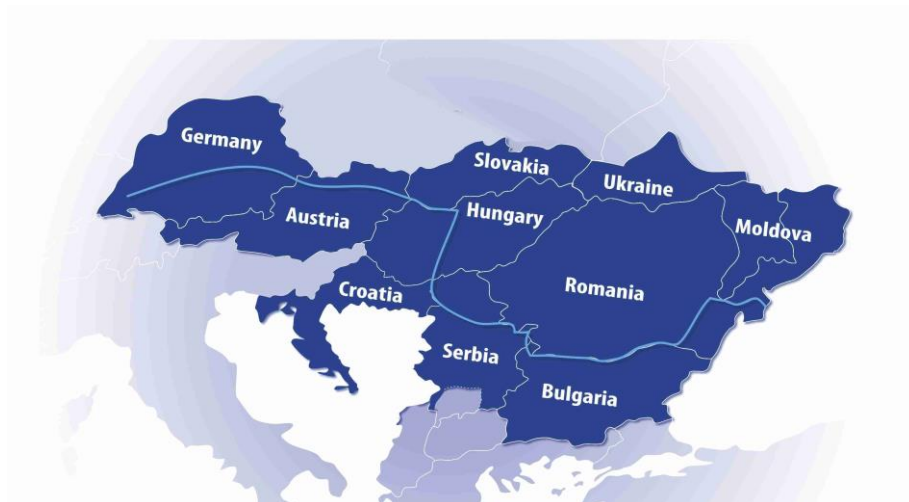 Germany
Slovakia
Ukraine
Austria
Hungary
Moldova
Croatia
Romania
Serbia
Bulgaria